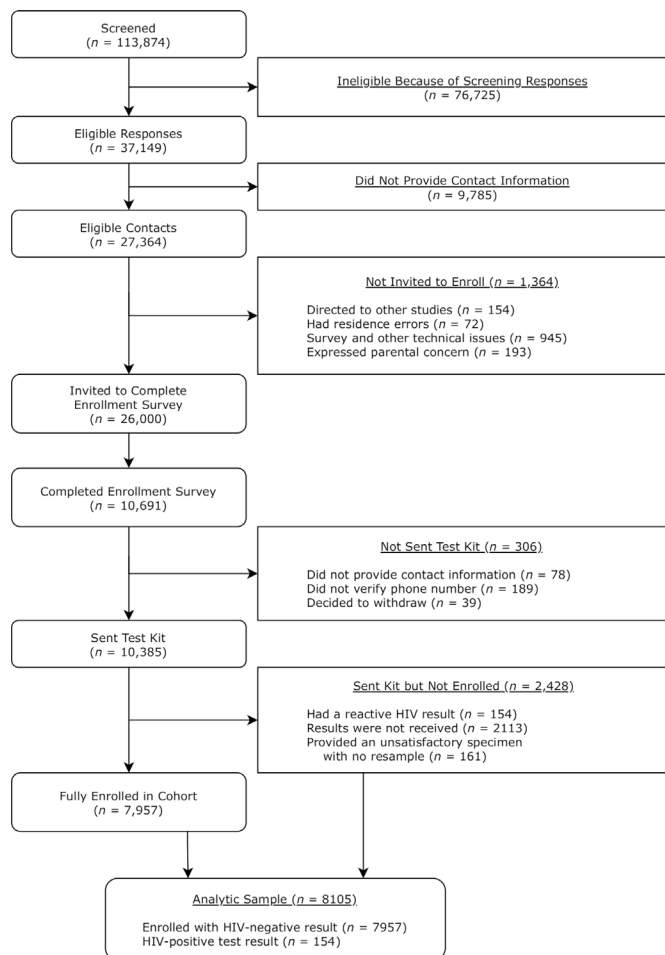 Screened
(n = 113,874)
Ineligible Because of Screening Responses
(n = 76,725)
Eligible Responses
(n = 37,149)
Did Not Provide Contact Information
(n = 9,785)
Eligible Contacts
(n = 27,364)
Not Invited to Enroll (n = 1,364)
Directed to other studies (n = 154)
Had residence errors (n = 72)
Survey and other technical issues (n = 945)
Expressed parental concern (n = 193)
Invited to Complete
Enrollment Survey
(n = 26,000)
Completed Enrollment Survey
(n = 10,691)
Not Sent Test Kit (n = 306)
Did not provide contact information (n = 78)
Did not verify phone number (n = 189)
Decided to withdraw (n = 39)
Sent Test Kit
(n = 10,385)
Sent Kit but Not Enrolled (n = 2,428)
Had a reactive HIV result (n = 154)
Results were not received (n = 2113)
Provided an unsatisfactory specimen
with no resample (n = 161)
Fully Enrolled in Cohort
(n = 7,957)
Analytic Sample (n = 8105)
Enrolled with HIV-negative result (n = 7957)
HIV-positive test result (n = 154)